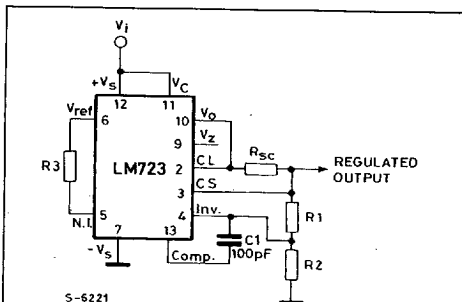 Vi
+Vs
Vc
12
11
Vref
6
10
Vo
9
Vz
R3
LM723
2
CL
Rsc
REGULATED
OUTPUT
3
CS
R1
5
N.I.
7
4
Inv.
13
-Vs
Comp.
C1
100pF
R2
S-6221